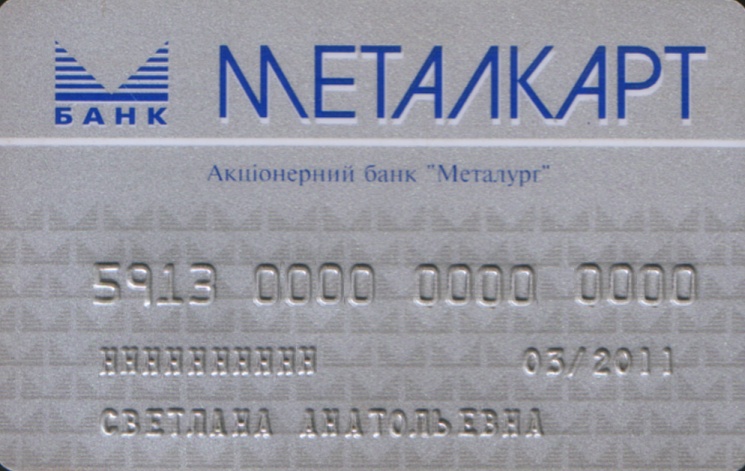 БАНК
МЕТАЛКАРТ
Акціонерний банк "Металург"
5913 0000 0000 0000
НННННННННН 03/2011
СВЕТЛАНА АНАТОЛЬЕВНА